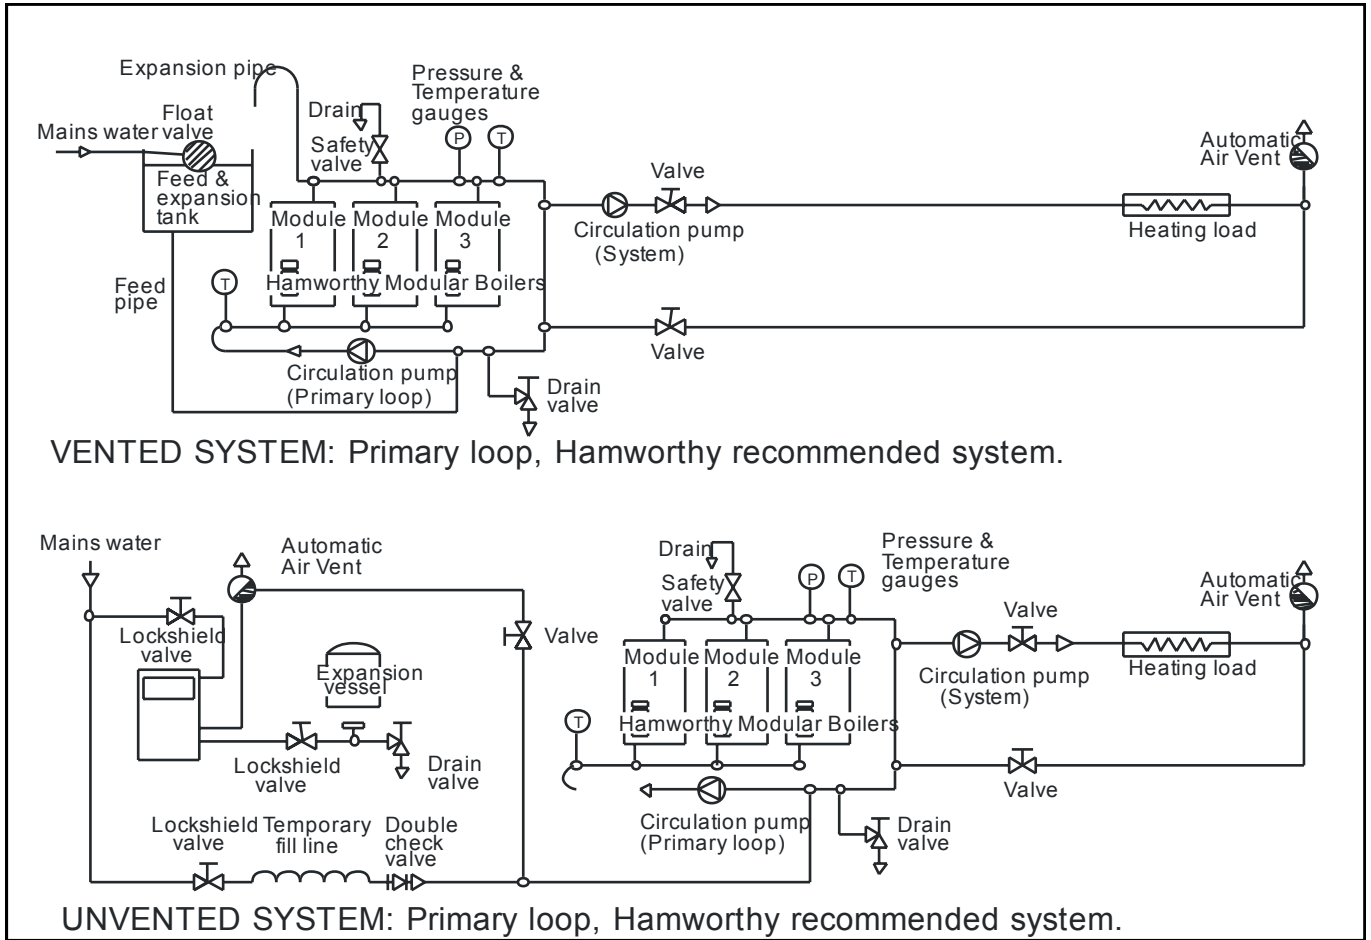 Expansion pipe
Pressure &
Temperature
gauges
Drain
Float
valve
Mains water
Safety
valve
Automatic
Air Vent
Valve
Feed &
expansion
tank
Module
1
Module
2
Module
3
Circulation pump
(System)
Heating load
T
P
T
Hamworthy Modular Boilers
Feed
pipe
Valve
Circulation pump
(Primary loop)
Drain
valve
VENTED SYSTEM: Primary loop, Hamworthy recommended system.
Mains water
Automatic
Air Vent
Drain
Safety
valve
P
T
Pressure &
Temperature
gauges
Automatic
Air Vent
Valve
Lockshield
valve
Valve
Expansion
vessel
Module
1
Module
2
Module
3
Circulation pump
(System)
Heating load
T
Hamworthy Modular Boilers
Lockshield
valve
Drain
valve
Valve
Lockshield
valve
Temporary
fill line
Double
check
valve
Circulation pump
(Primary loop)
Drain
valve
UNVENTED SYSTEM: Primary loop, Hamworthy recommended system.